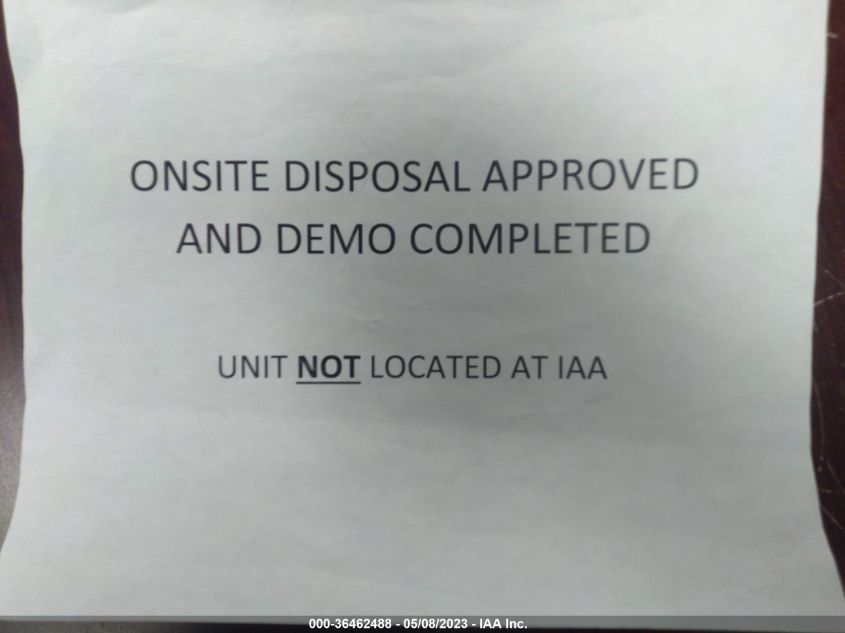 ONSITE DISPOSAL APPROVED
AND DEMO COMPLETED
UNIT NOT LOCATED AT IAA
000-36462488 - 05/08/2023 - IAA Inc.